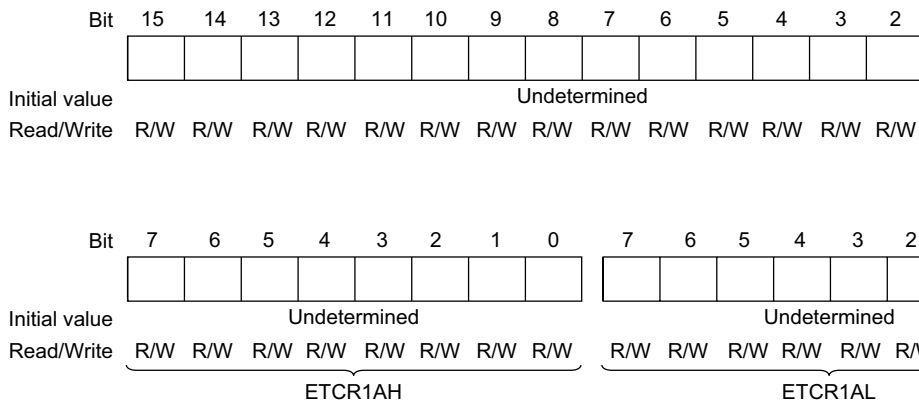 Bit 15 14 13 12 11 10 9 8 7 6 5 4 3 2
Initial value Undetermined
Read/Write R/W R/W R/W R/W R/W R/W R/W R/W R/W R/W R/W R/W R/W R/W
Bit 7 6 5 4 3 2 1 0 7 6 5 4 3 2
Initial value Undetermined Undetermined
Read/Write R/W R/W R/W R/W R/W R/W R/W R/W R/W R/W R/W R/W R/W
ETCR1AH ETCR1AL